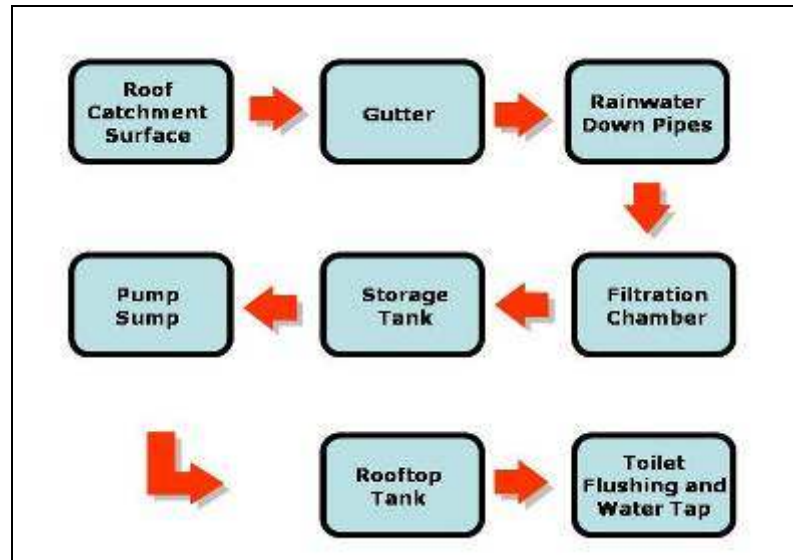 Roof
Catchment
Surface
Gutter
Rainwater
Down Pipes
Pump
Sump
Storage
Tank
Filtration
Chamber
Rooftop
Tank
Toilet
Flushing and
Water Tap